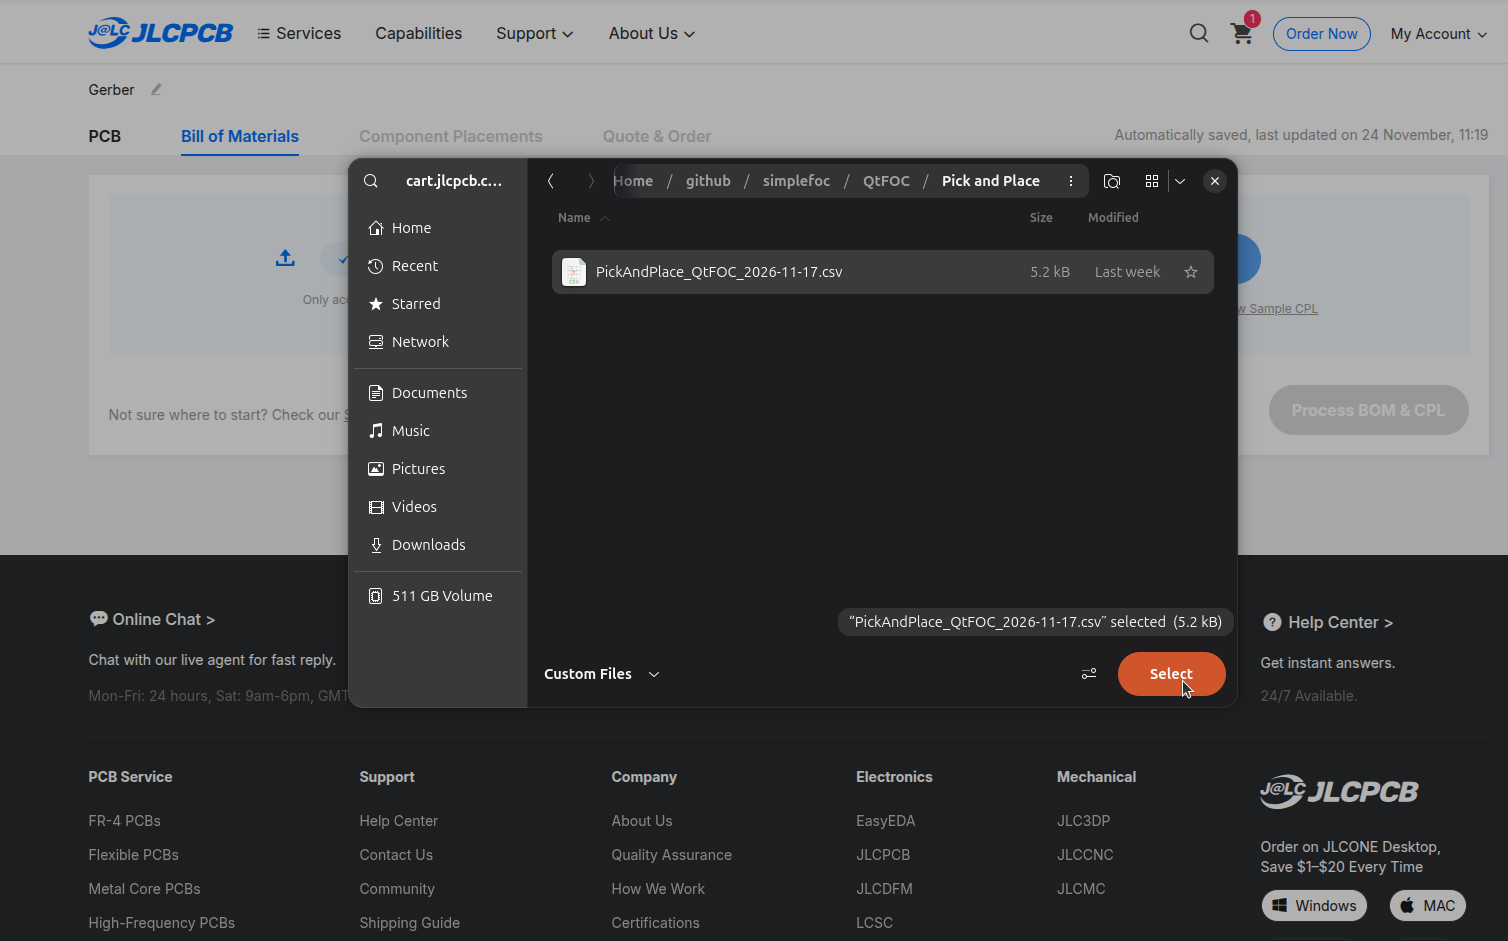 J@LC JLCPCB
Services
Capabilities
Support
About Us
1
Order Now
My Account
Gerber
PCB
Bill of Materials
Component Placements
Quote & Order
Automatically saved, last updated on 24 November, 11:19
cart.jlcpcb.c...
Home / github / simplefoc / QtFOC / Pick and Place
Name
Size
Modified
Home
Recent
Starred
Network
Documents
Music
Pictures
Videos
Downloads
511 GB Volume
PickAndPlace_QtFOC_2026-11-17.csv
5.2 kB
Last week
CSV
Only
Sample CPL
Not sure where to start? Check our
Process BOM & CPL
“PickAndPlace_QtFOC_2026-11-17.csv” selected (5.2 kB)
Custom Files
Select
Online Chat >
Chat with our live agent for fast reply.
Mon-Fri: 24 hours, Sat: 9am-6pm, GMT
Help Center >
Get instant answers.
24/7 Available.
PCB Service
FR-4 PCBs
Flexible PCBs
Metal Core PCBs
High-Frequency PCBs
Support
Help Center
Contact Us
Community
Shipping Guide
Company
About Us
Quality Assurance
How We Work
Certifications
Electronics
EasyEDA
JLCPCB
JLCDFM
LCSC
Mechanical
JLC3DP
JLCCNC
JLCMC
J@LC JLCPCB
Order on JLCONE Desktop,
Save $1–$20 Every Time
Windows
MAC